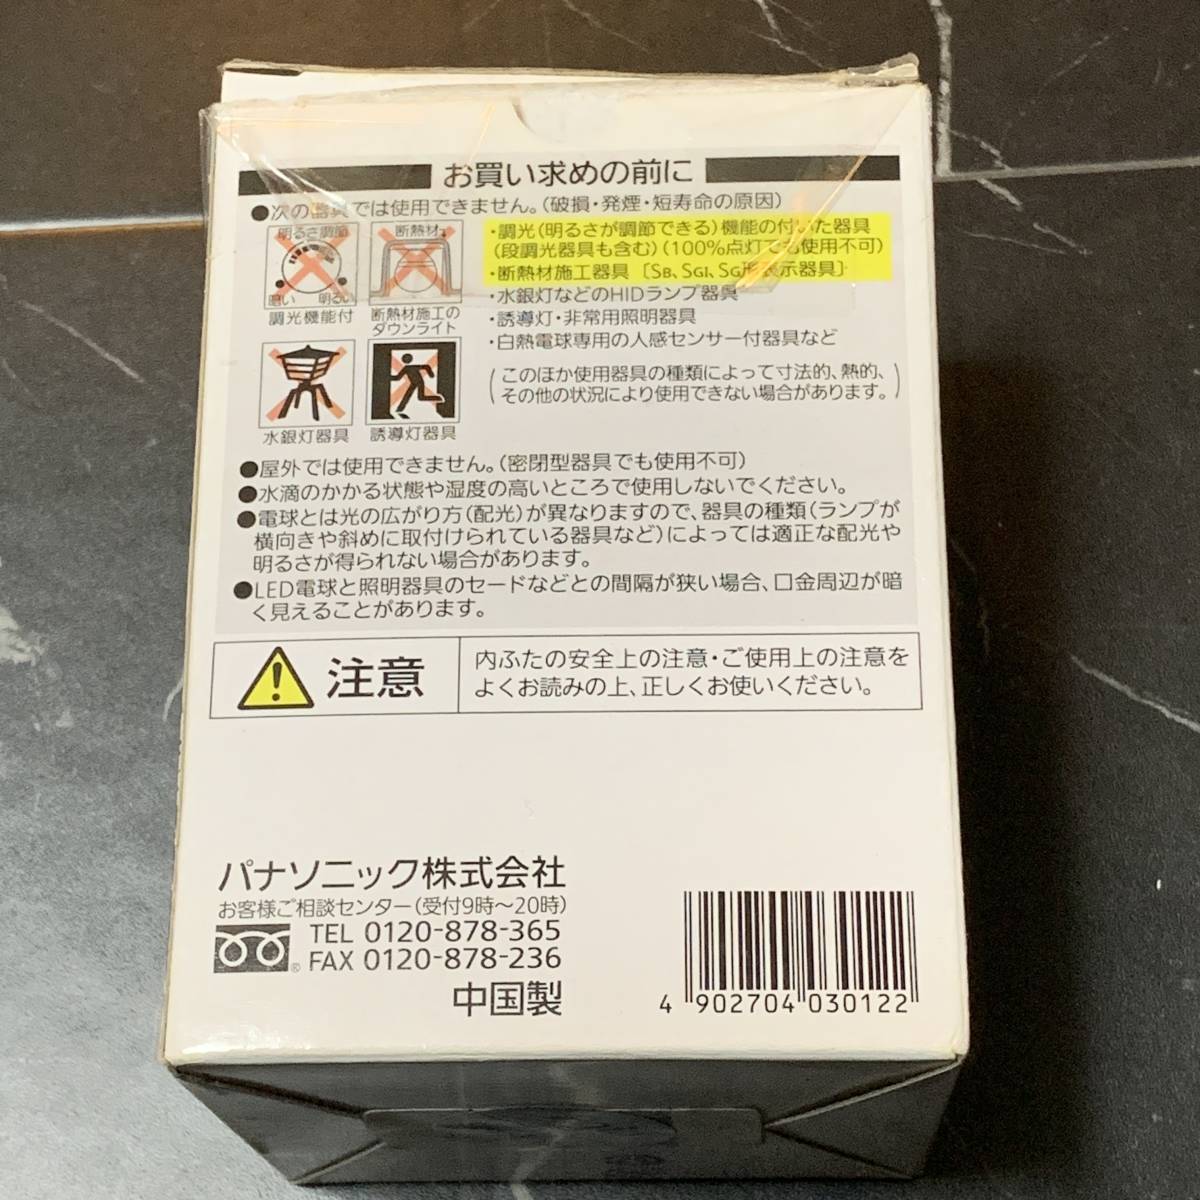 お買い求めの前に
●次の器具では使用できません。(破損・発煙・短寿命の原因)
明るさ調節
暗い 明るい
調光機能付
断熱材
断熱材施工の
ダウンライト
水銀灯器具
誘導灯器具
・調光(明るさが調節できる)機能の付いた器具
(段調光器具も含む)(100%点灯でも使用不可)
・断熱材施工器具 [SB、SGI、SG形表示器具]
・水銀灯などのHIDランプ器具
・誘導灯・非常用照明器具
・白熱電球専用の人感センサー付器具など
(このほか使用器具の種類によって寸法的、熱的、
その他の状況により使用できない場合があります。)
●屋外では使用できません。(密閉型器具でも使用不可)
●水滴のかかる状態や湿度の高いところで使用しないでください。
●電球とは光の広がり方(配光)が異なりますので、器具の種類(ランプが
横向きや斜めに取付けられている器具など)によっては適正な配光や
明るさが得られない場合があります。
●LED電球と照明器具のセードなどとの間隔が狭い場合、口金周辺が暗
く見えることがあります。
注意
内ふたの安全上の注意・ご使用上の注意を
よくお読みの上、正しくお使いください。
パナソニック株式会社
お客様ご相談センター(受付9時〜20時)
TEL 0120-878-365
® FAX 0120-878-236
中国製
4 902704 030122